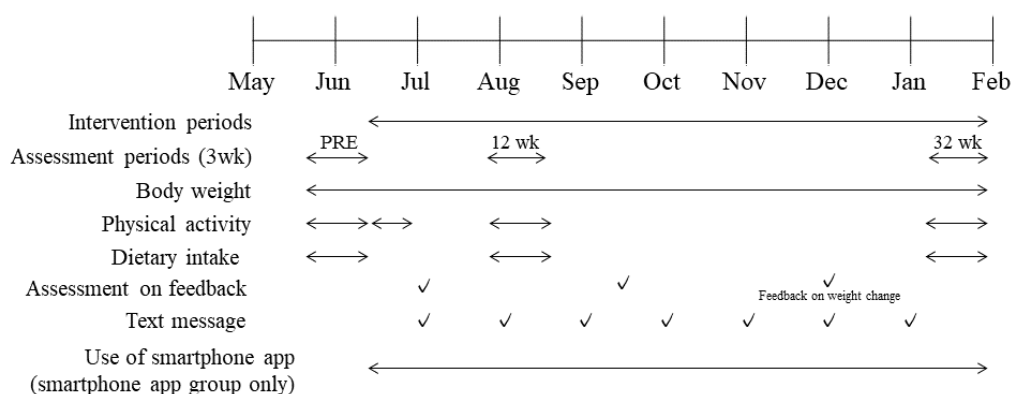 May Jun Jul Aug Sep Oct Nov Dec Jan Feb
Intervention periods
PRE 12 wk 32 wk
Assessment periods (3wk)
Body weight
Physical activity
Dietary intake
Assessment on feedback
Feedback on weight change
Text message
Use of smartphone app
(smartphone app group only)